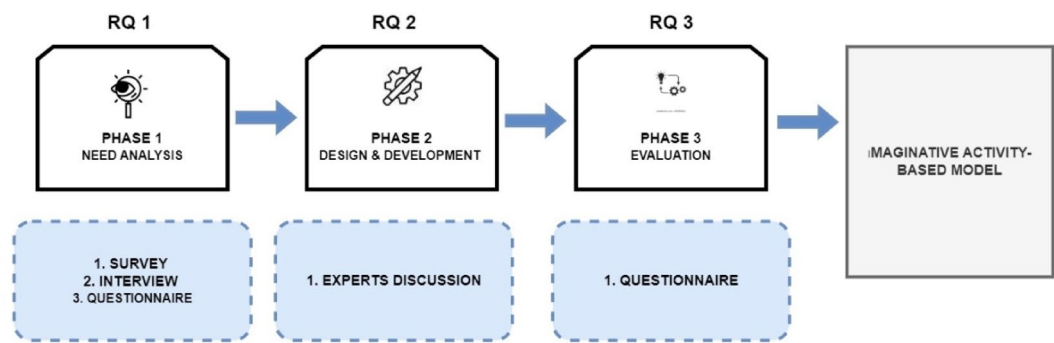 RQ 1
RQ 2
RQ 3
PHASE 1
NEED ANALYSIS
PHASE 2
DESIGN & DEVELOPMENT
PHASE 3
EVALUATION
IMAGINATIVE ACTIVITY-
BASED MODEL
1. SURVEY
2. INTERVIEW
3. QUESTIONNAIRE
1. EXPERTS DISCUSSION
1. QUESTIONNAIRE